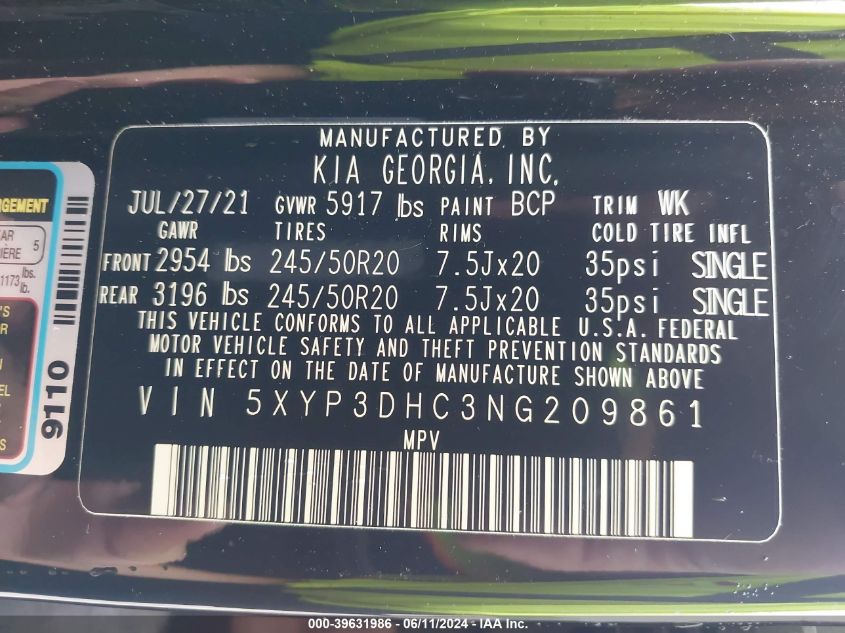 MANUFACTURED BY
KIA GEORGIA, INC.
JUL/27/21 GVWR 5917 lbs PAINT BCP TRIM WK
GAWR TIRES RIMS COLD TIRE INFL
FRONT 2954 lbs 245/50R20 7.5Jx20 35psi SINGLE
REAR 3196 lbs 245/50R20 7.5Jx20 35psi SINGLE
THIS VEHICLE CONFORMS TO ALL APPLICABLE U.S.A. FEDERAL
MOTOR VEHICLE SAFETY AND THEFT PREVENTION STANDARDS
IN EFFECT ON THE DATE OF MANUFACTURE SHOWN ABOVE
VIN 5XYP3DHC3NG209861
MPV
5
1173 lbs.
9110
000-39631986 - 06/11/2024 - IAA Inc.